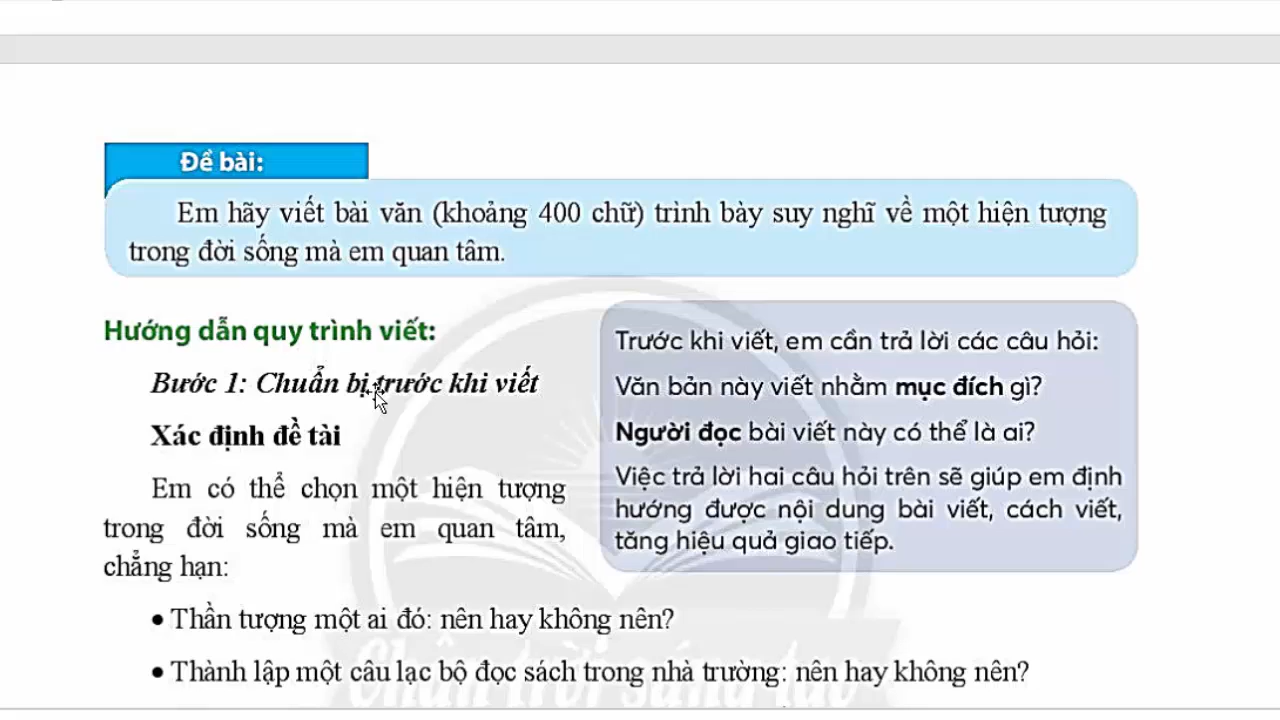 Đề bài:
Em hãy viết bài văn (khoảng 400 chữ) trình bày suy nghĩ về một hiện tượng
trong đời sống mà em quan tâm.
Hướng dẫn quy trình viết:
Bước 1: Chuẩn bị trước khi viết
Xác định đề tài
Em có thể chọn một hiện tượng
trong đời sống mà em quan tâm,
chẳng hạn:
Trước khi viết, em cần trả lời các câu hỏi:
Văn bản này viết nhằm mục đích gì?
Người đọc bài viết này có thể là ai?
Việc trả lời hai câu hỏi trên sẽ giúp em định
hướng được nội dung bài viết, cách viết,
tăng hiệu quả giao tiếp.
• Thần tượng một ai đó: nên hay không nên?
• Thành lập một câu lạc bộ đọc sách trong nhà trường: nên hay không nên?
Chân trời sáng tạo